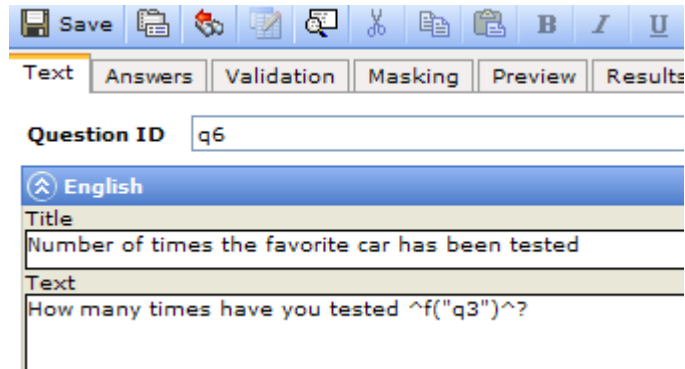 Save B I U
Text Answers Validation Masking Preview Results
Question ID q6
English
Title
Number of times the favorite car has been tested
Text
How many times have you tested ^f("q3")^?